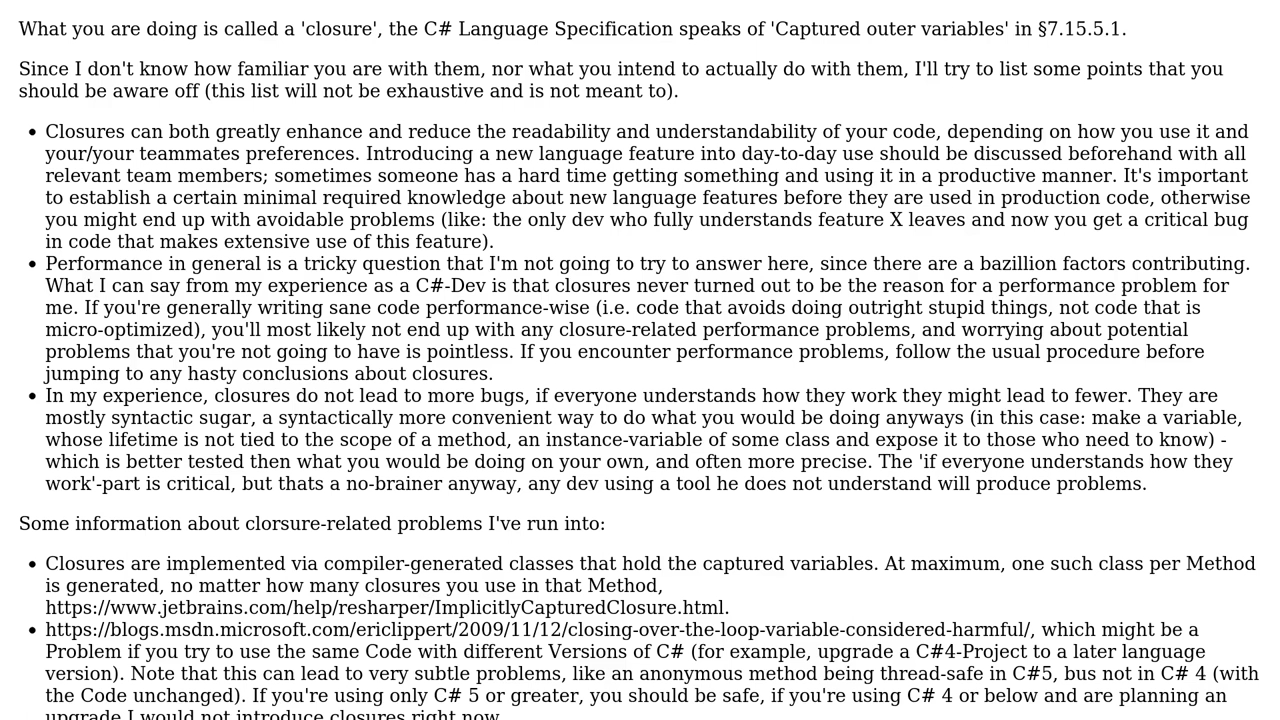 What you are doing is called a 'closure', the C# Language Specification speaks of 'Captured outer variables' in §7.15.5.1.
Since I don't know how familiar you are with them, nor what you intend to actually do with them, I'll try to list some points that you
should be aware off (this list will not be exhaustive and is not meant to).
• Closures can both greatly enhance and reduce the readability and understandability of your code, depending on how you use it and
your/your teammates preferences. Introducing a new language feature into day-to-day use should be discussed beforehand with all
relevant team members; sometimes someone has a hard time getting something and using it in a productive manner. It's important
to establish a certain minimal required knowledge about new language features before they are used in production code, otherwise
you might end up with avoidable problems (like: the only dev who fully understands feature X leaves and now you get a critical bug
in code that makes extensive use of this feature).
• Performance in general is a tricky question that I'm not going to try to answer here, since there are a bazillion factors contributing.
What I can say from my experience as a C#-Dev is that closures never turned out to be the reason for a performance problem for
me. If you're generally writing sane code performance-wise (i.e. code that avoids doing outright stupid things, not code that is
micro-optimized), you'll most likely not end up with any closure-related performance problems, and worrying about potential
problems that you're not going to have is pointless. If you encounter performance problems, follow the usual procedure before
jumping to any hasty conclusions about closures.
• In my experience, closures do not lead to more bugs, if everyone understands how they work they might lead to fewer. They are
mostly syntactic sugar, a syntactically more convenient way to do what you would be doing anyways (in this case: make a variable,
whose lifetime is not tied to the scope of a method, an instance-variable of some class and expose it to those who need to know) -
which is better tested then what you would be doing on your own, and often more precise. The 'if everyone understands how they
work'-part is critical, but thats a no-brainer anyway, any dev using a tool he does not understand will produce problems.
Some information about clorsure-related problems I've run into:
• Closures are implemented via compiler-generated classes that hold the captured variables. At maximum, one such class per Method
is generated, no matter how many closures you use in that Method,
https://www.jetbrains.com/help/resharper/ImplicitlyCapturedClosure.html.
• https://blogs.msdn.microsoft.com/ericlippert/2009/11/12/closing-over-the-loop-variable-considered-harmful/, which might be a
Problem if you try to use the same Code with different Versions of C# (for example, upgrade a C#4-Project to a later language
version). Note that this can lead to very subtle problems, like an anonymous method being thread-safe in C#5, bus not in C# 4 (with
the Code unchanged). If you're using only C# 5 or greater, you should be safe, if you're using C# 4 or below and are planning an
upgrade I would not introduce closures right now.